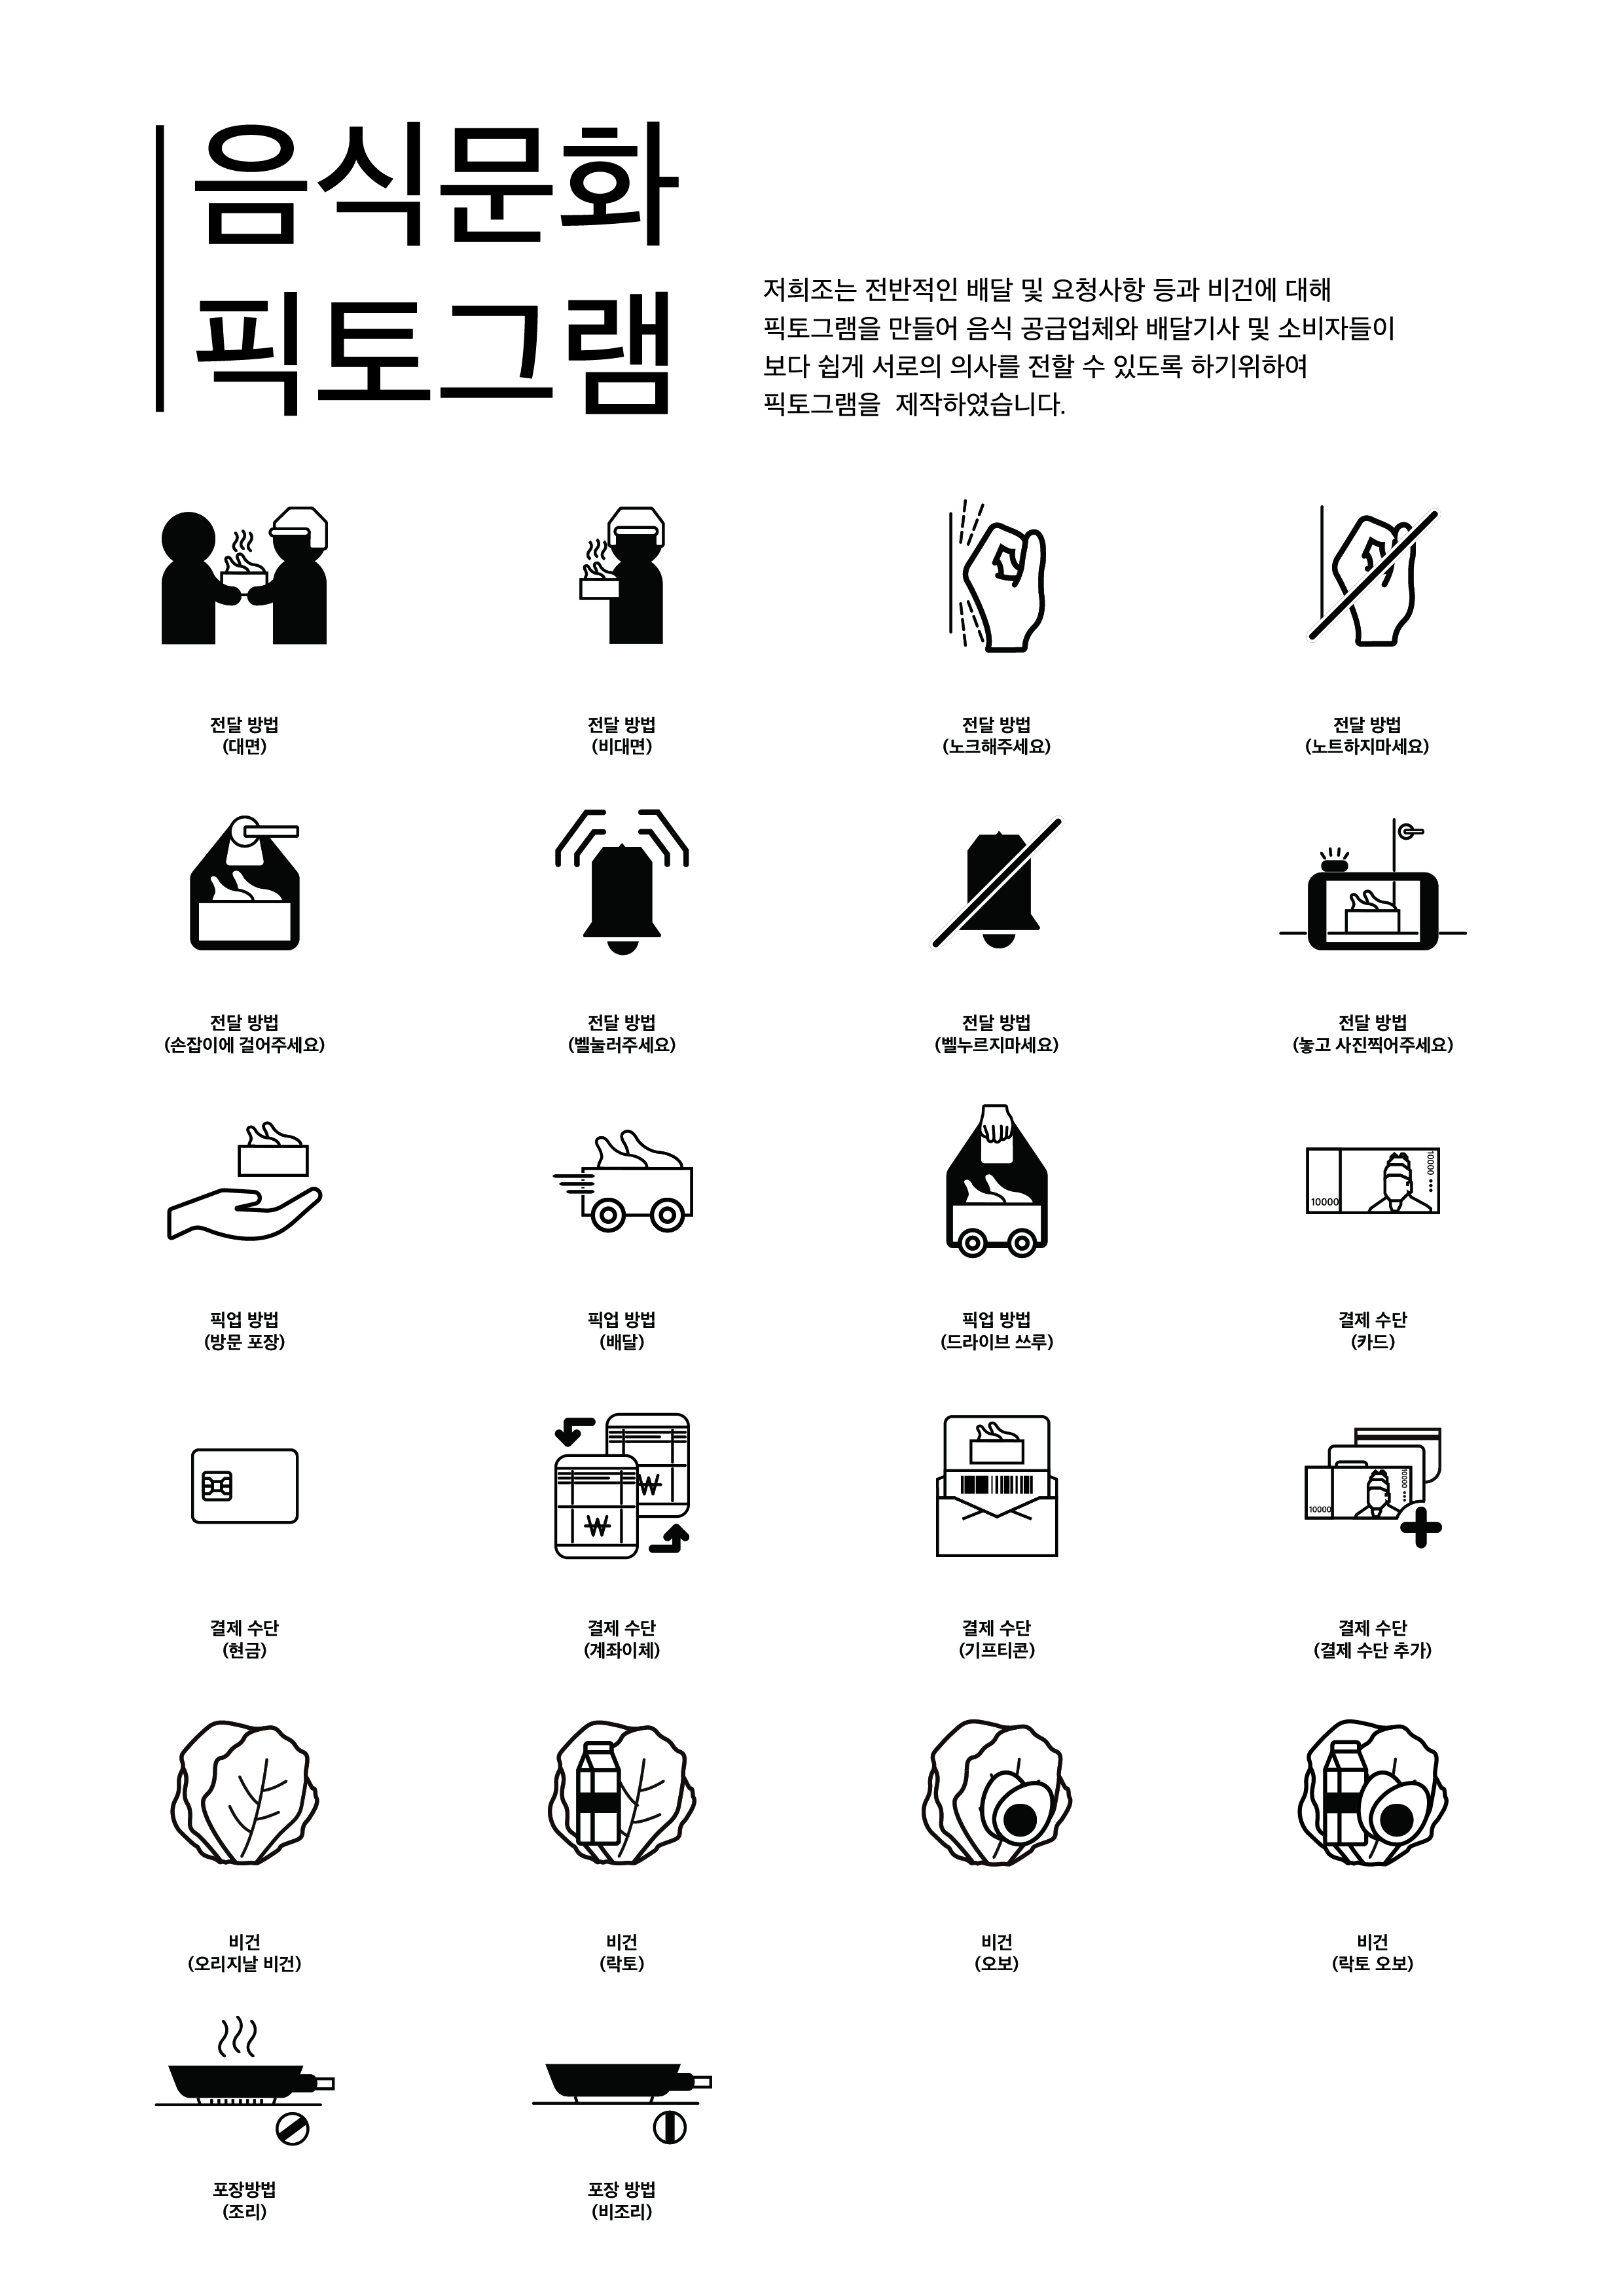 음식문화
픽토그램
저희조는 전반적인 배달 및 요청사항 등과 비건에 대해
픽토그램을 만들어 음식 공급업체와 배달기사 및 소비자들이
보다 쉽게 서로의 의사를 전할 수 있도록 하기위하여
픽토그램을 제작하였습니다.
전달 방법
(대면)
전달 방법
(비대면)
전달 방법
(노크해주세요)
전달 방법
(노트하지마세요)
전달 방법
(손잡이에 걸어주세요)
전달 방법
(벨눌러주세요)
전달 방법
(벨누르지마세요)
전달 방법
(놓고 사진찍어주세요)
10000
10000
픽업 방법
(방문 포장)
픽업 방법
(배달)
픽업 방법
(드라이브 쓰루)
결제 수단
(카드)
₩
₩
10000
10000
결제 수단
(현금)
결제 수단
(계좌이체)
결제 수단
(기프티콘)
결제 수단
(결제 수단 추가)
비건
(오리지날 비건)
비건
(락토)
비건
(오보)
비건
(락토 오보)
포장방법
(조리)
포장 방법
(비조리)